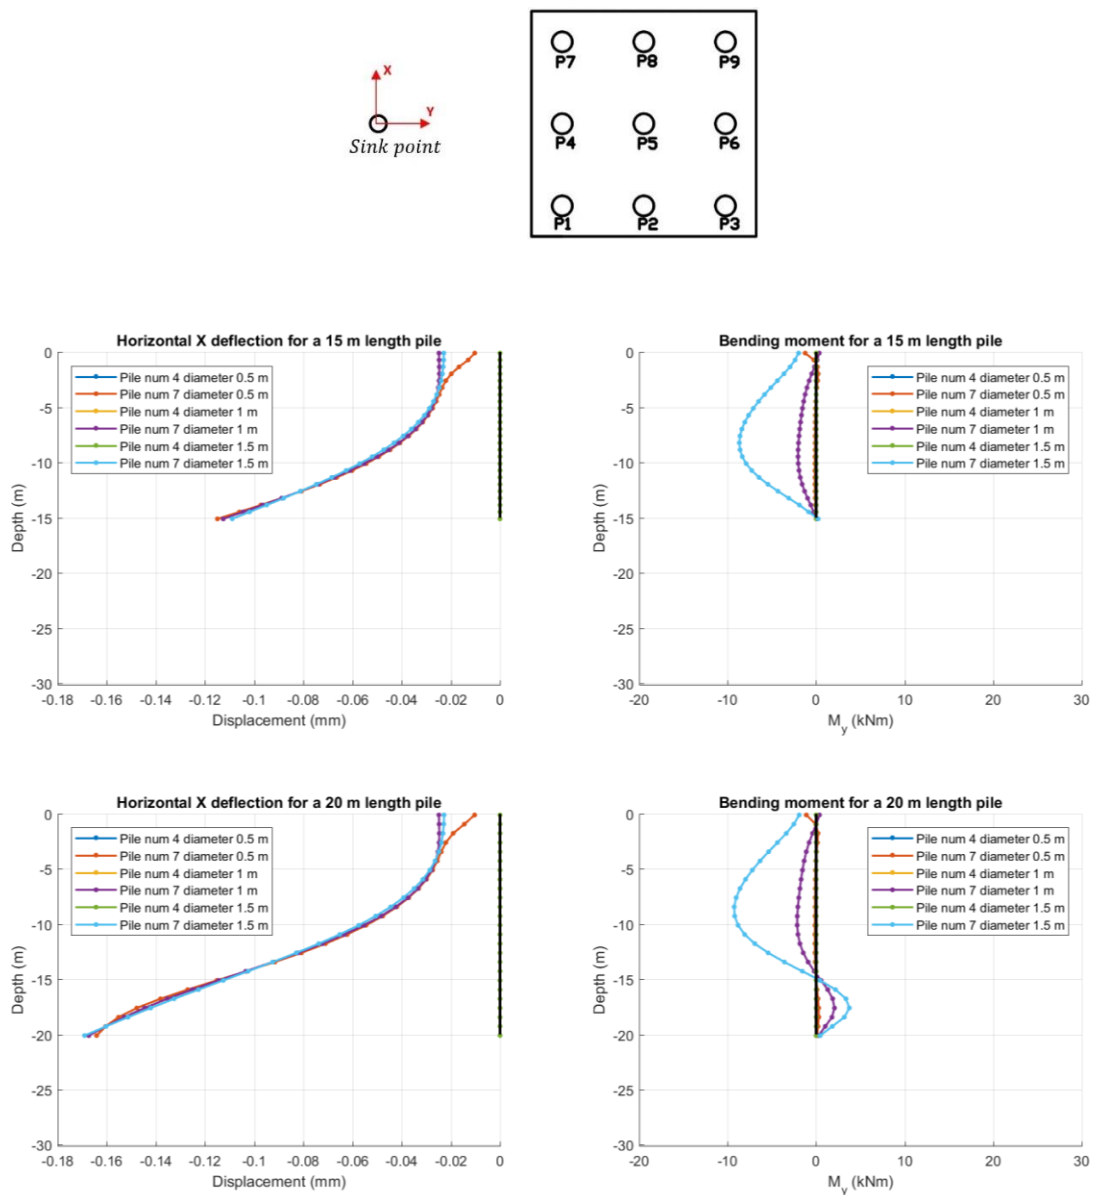 P7 P8 P9
X
Y
Sink point
P4 P5 P6
P1 P2 P3
Horizontal X deflection for a 15 m length pile
0
-5
-10
-15
-20
-25
-30
Depth (m)
Pile num 4 diameter 0.5 m
Pile num 7 diameter 0.5 m
Pile num 4 diameter 1 m
Pile num 7 diameter 1 m
Pile num 4 diameter 1.5 m
Pile num 7 diameter 1.5 m
-0.18 -0.16 -0.14 -0.12 -0.1 -0.08 -0.06 -0.04 -0.02 0
Displacement (mm)
Bending moment for a 15 m length pile
0
-5
-10
-15
-20
-25
-30
Depth (m)
Pile num 4 diameter 0.5 m
Pile num 7 diameter 0.5 m
Pile num 4 diameter 1 m
Pile num 7 diameter 1 m
Pile num 4 diameter 1.5 m
Pile num 7 diameter 1.5 m
-20 -10 0 10 20 30
My (kNm)
Horizontal X deflection for a 20 m length pile
0
-5
-10
-15
-20
-25
-30
Depth (m)
Pile num 4 diameter 0.5 m
Pile num 7 diameter 0.5 m
Pile num 4 diameter 1 m
Pile num 7 diameter 1 m
Pile num 4 diameter 1.5 m
Pile num 7 diameter 1.5 m
-0.18 -0.16 -0.14 -0.12 -0.1 -0.08 -0.06 -0.04 -0.02 0
Displacement (mm)
Bending moment for a 20 m length pile
0
-5
-10
-15
-20
-25
-30
Depth (m)
Pile num 4 diameter 0.5 m
Pile num 7 diameter 0.5 m
Pile num 4 diameter 1 m
Pile num 7 diameter 1 m
Pile num 4 diameter 1.5 m
Pile num 7 diameter 1.5 m
-20 -10 0 10 20 30
My (kNm)